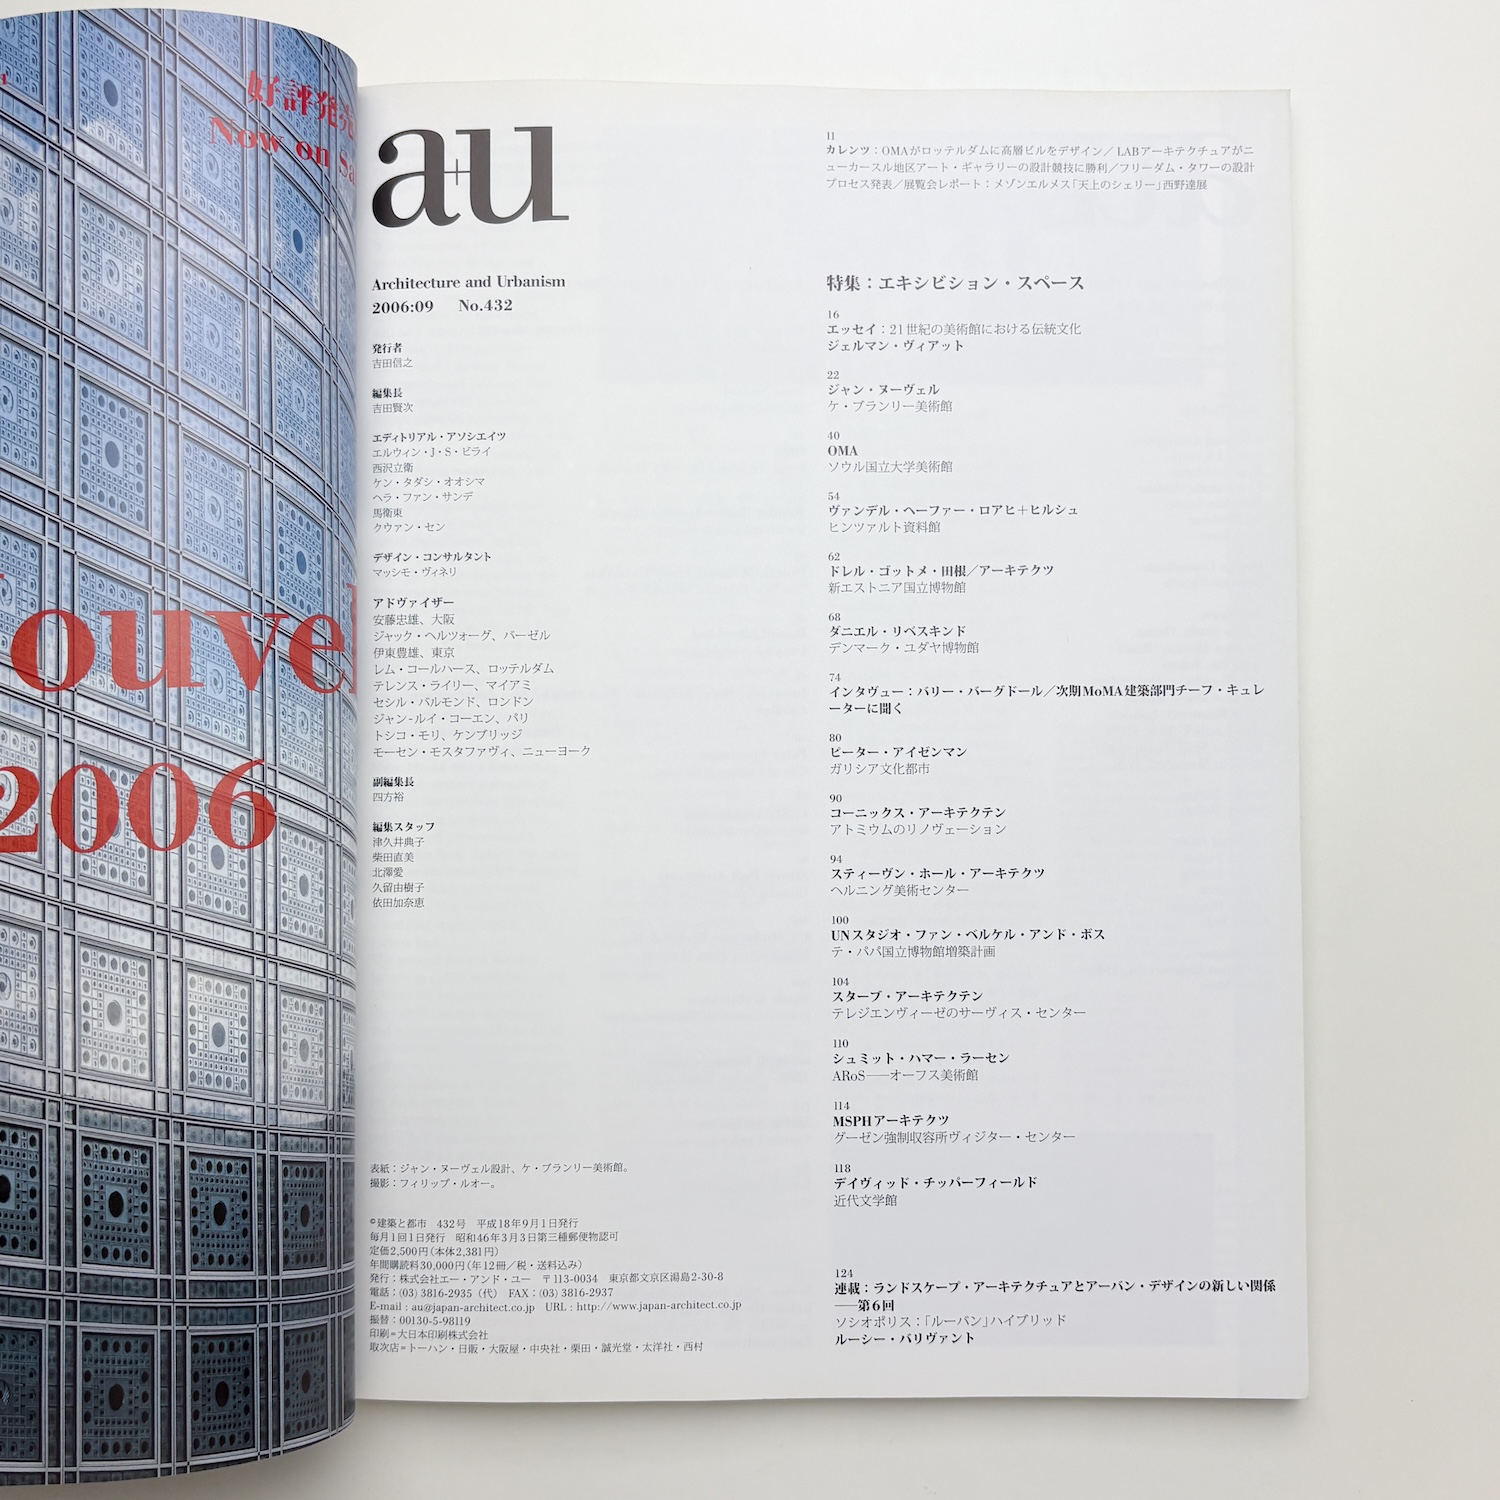 好評発売
Now on Sa
ouvel
2006
a+u
Architecture and Urbanism
2006:09 No.432
発行者
吉田信之
編集長
吉田賢次
エディトリアル・アソシエイツ
エルウィン・J・S・ビライ
西沢立衛
ケン・タダシ・オオシマ
ヘラ・ファン・サンデ
馬衛東
クウァン・セン
デザイン・コンサルタント
マッシモ・ヴィネリ
アドヴァイザー
安藤忠雄、大阪
ジャック・ヘルツォーグ、バーゼル
伊東豊雄、東京
レム・コールハース、ロッテルダム
テレンス・ライリー、マイアミ
セシル・バルモンド、ロンドン
ジャン-ルイ・コーエン、パリ
トシコ・モリ、ケンブリッジ
モーセン・モスタファヴィ、ニューヨーク
副編集長
四方裕
編集スタッフ
津久井典子
柴田直美
北澤愛
久留由樹子
依田加奈恵
表紙：ジャン・ヌーヴェル設計、ケ・ブランリー美術館。
撮影：フィリップ・ルオー。
©建築と都市　432号　平成18年9月1日発行
毎月1回1日発行　昭和46年3月3日第三種郵便物認可
定価2,500円（本体2,381円）
年間購読料30,000円（年12冊／税・送料込み）
発行：株式会社エー・アンド・ユー　〒113-0034　東京都文京区湯島2-30-8
電話：(03) 3816-2935（代） FAX：(03) 3816-2937
E-mail : au@japan-architect.co.jp URL : http://www.japan-architect.co.jp
振替：00130-5-98119
印刷＝大日本印刷株式会社
取次店＝トーハン・日販・大阪屋・中央社・栗田・誠光堂・太洋社・西村
11
カレンツ：OMAがロッテルダムに高層ビルをデザイン／LABアーキテクチュアがニ
ューカースル地区アート・ギャラリーの設計競技に勝利／フリーダム・タワーの設計
プロセス発表／展覧会レポート：メゾンエルメス「天上のシェリー」西野達展
特集：エキシビション・スペース
16
エッセイ：21世紀の美術館における伝統文化
ジェルマン・ヴィアット
22
ジャン・ヌーヴェル
ケ・ブランリー美術館
40
OMA
ソウル国立大学美術館
54
ヴァンデル・ヘーファー・ロアヒ＋ヒルシュ
ヒンツァルト資料館
62
ドレル・ゴットメ・田根／アーキテクツ
新エストニア国立博物館
68
ダニエル・リベスキンド
デンマーク・ユダヤ博物館
74
インタヴュー：バリー・バーグドール／次期MoMA建築部門チーフ・キュレ
ーターに聞く
80
ピーター・アイゼンマン
ガリシア文化都市
90
コーニックス・アーキテクテン
アトミウムのリノヴェーション
94
スティーヴン・ホール・アーキテクツ
ヘルニング美術センター
100
UNスタジオ・ファン・ベルケル・アンド・ボス
テ・パパ国立博物館増築計画
104
スタープ・アーキテクテン
テレジエンヴィーゼのサーヴィス・センター
110
シュミット・ハマー・ラーセン
ARoS——オーフス美術館
114
MSPHアーキテクツ
グーゼン強制収容所ヴィジター・センター
118
デイヴィッド・チッパーフィールド
近代文学館
124
連載：ランドスケープ・アーキテクチュアとアーバン・デザインの新しい関係
——第6回
ソシオポリス：「ルーバン」ハイブリッド
ルーシー・バリヴァント